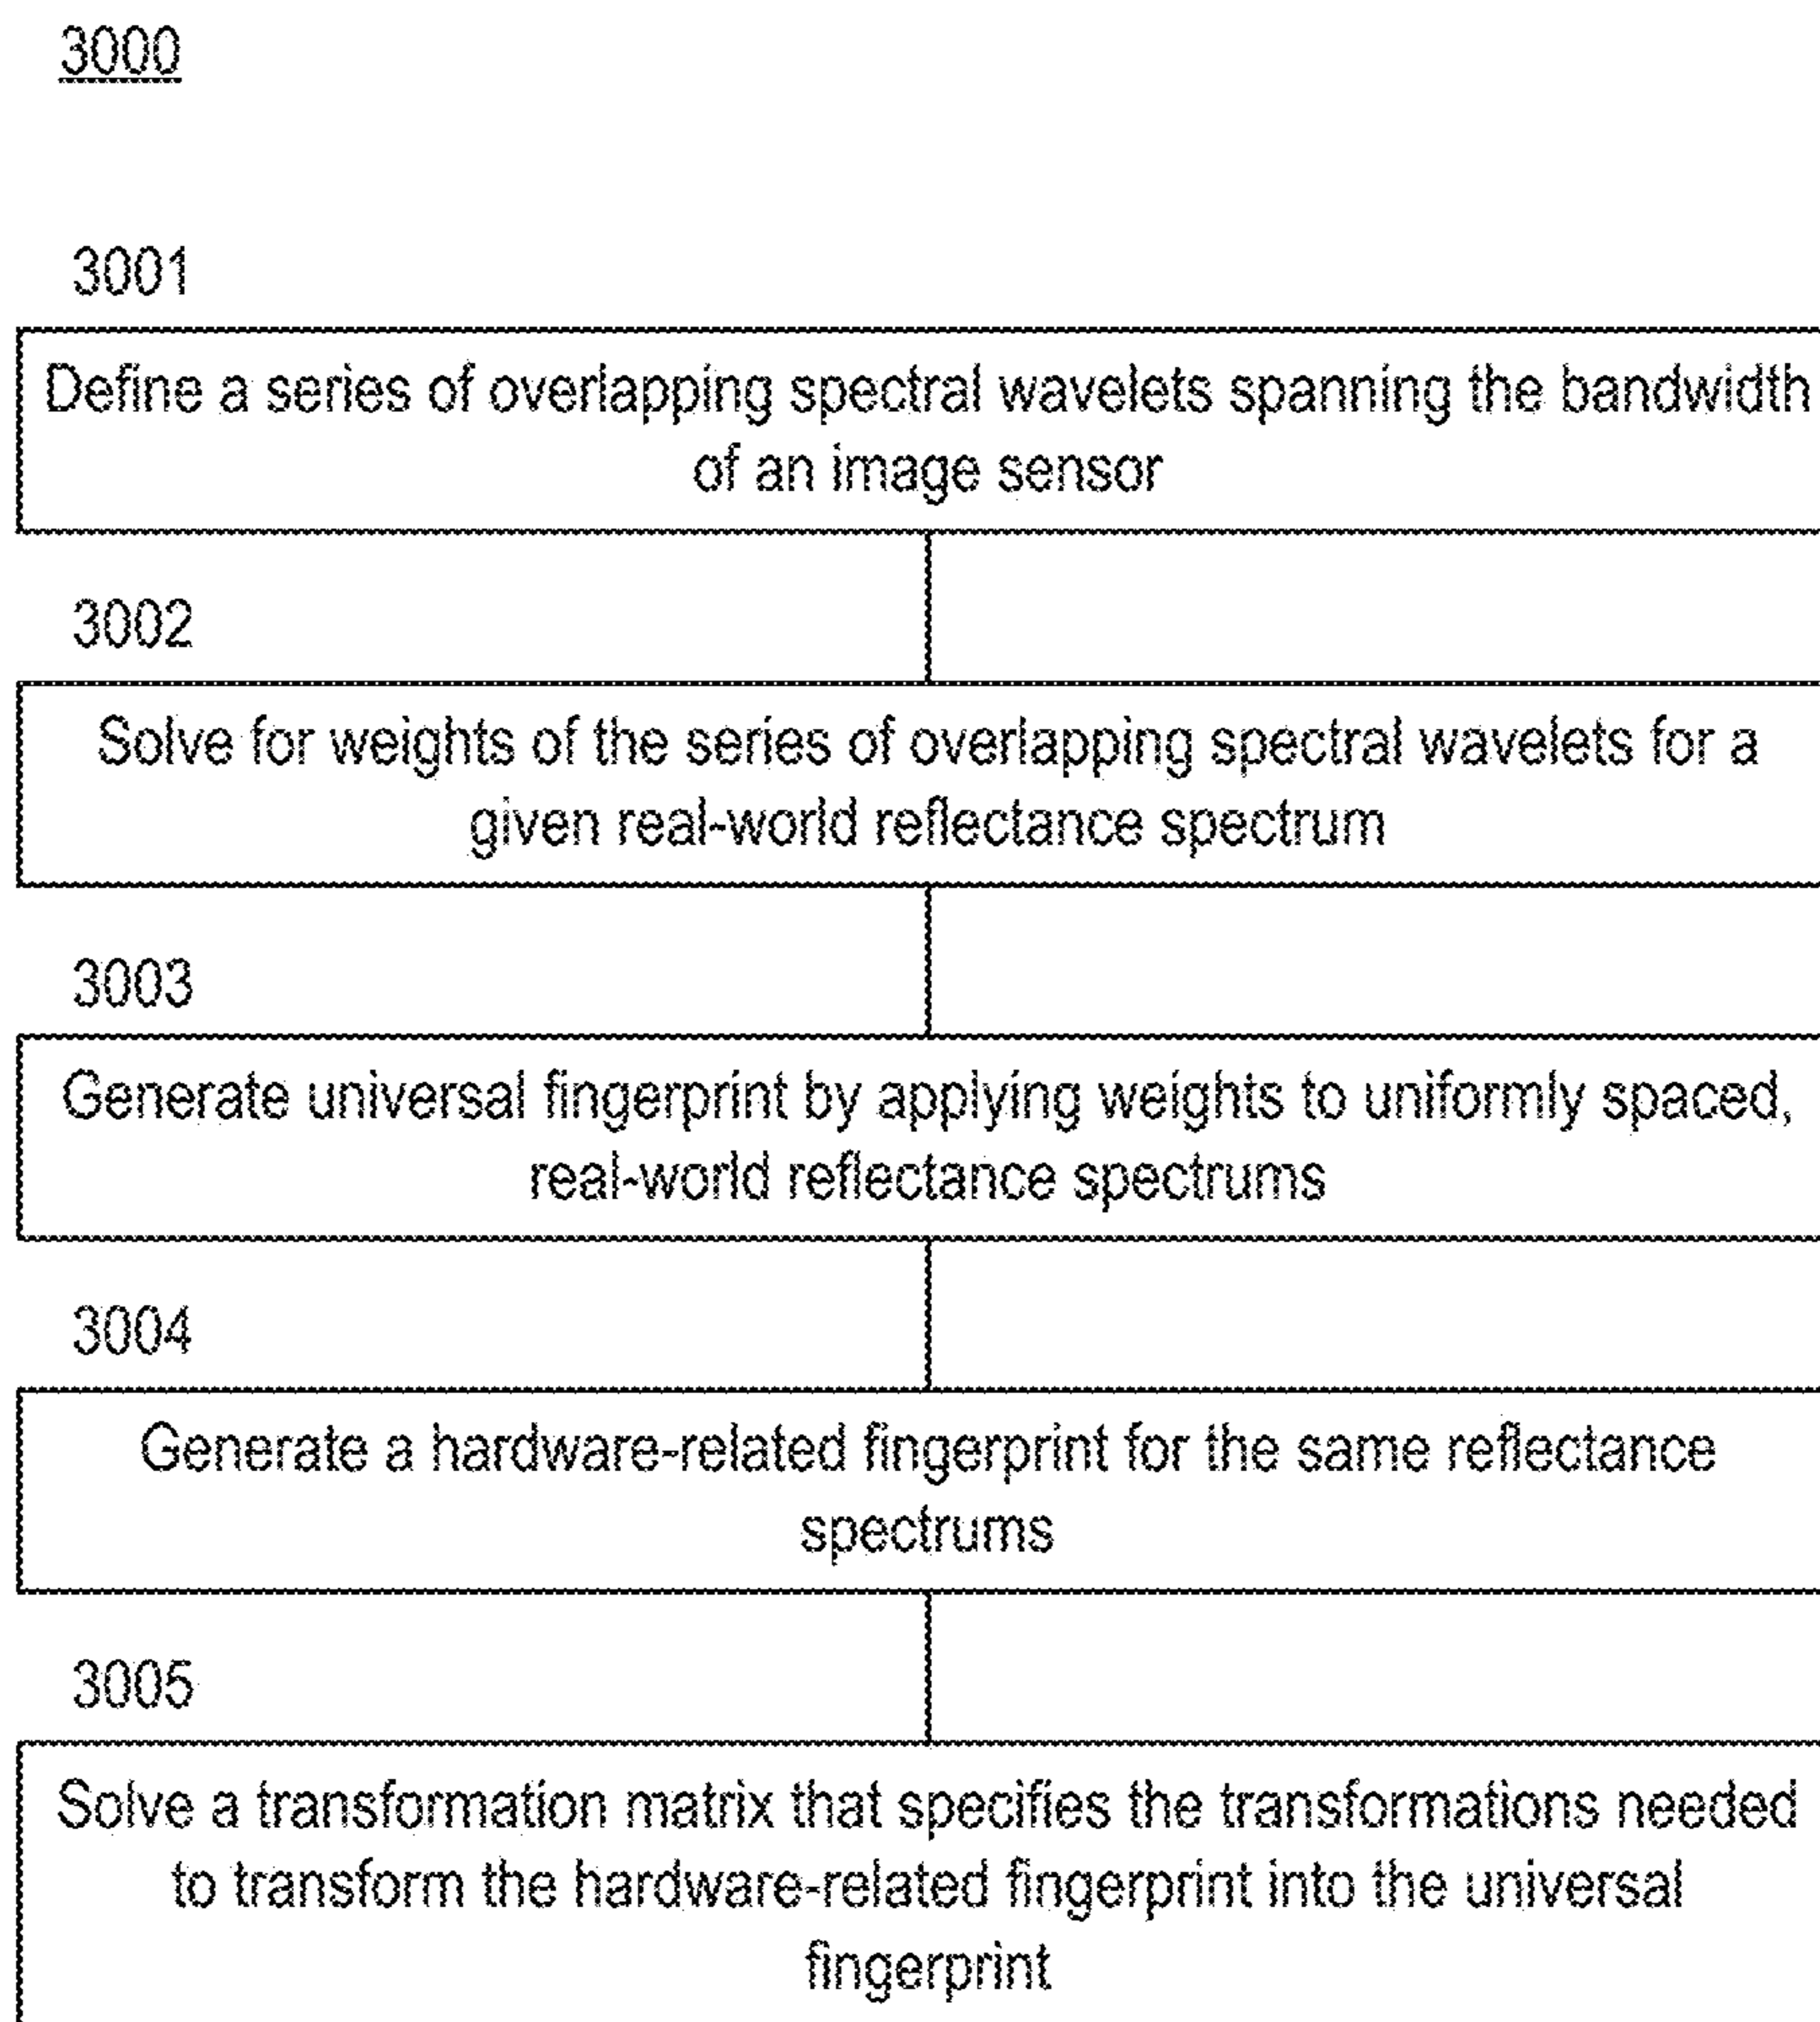 3000
3001
Define a series of overlapping spectral wavelets spanning the bandwidth
of an image sensor
3002
Solve for weights of the series of overlapping spectral wavelets for a
given real-world reflectance spectrum
3003
Generate universal fingerprint by applying weights to uniformly spaced,
real-world reflectance spectrums
3004
Generate a hardware-related fingerprint for the same reflectance
spectrums
3005
Solve a transformation matrix that specifies the transformations needed
to transform the hardware-related fingerprint into the universal
fingerprint